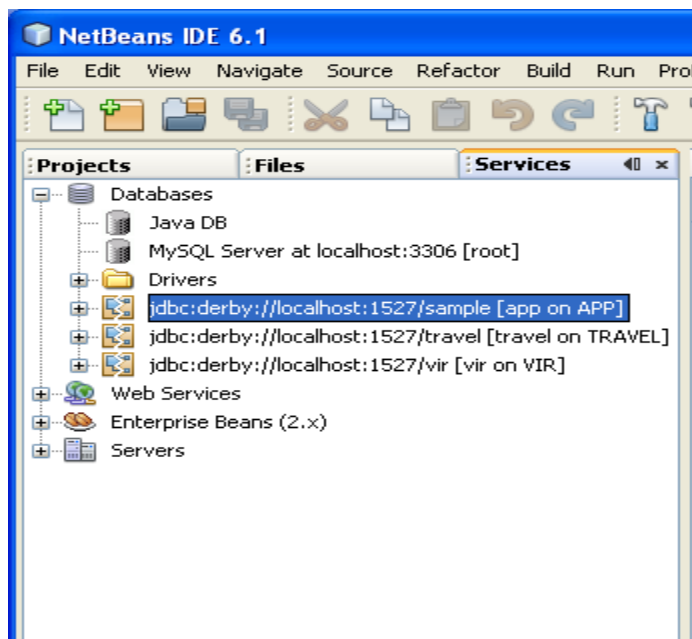 NetBeans IDE 6.1
File Edit View Navigate Source Refactor Build Run
Projects Files Services
Databases
Java DB
MySQL Server at localhost:3306 [root]
Drivers
jdbc:derby://localhost:1527/sample [app on APP]
jdbc:derby://localhost:1527/travel [travel on TRAVEL]
jdbc:derby://localhost:1527/vir [vir on VIR]
Web Services
Enterprise Beans (2.x)
Servers